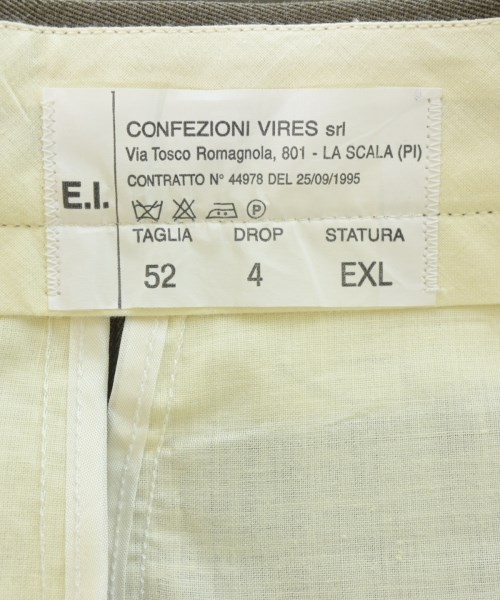 CONFEZIONI VIRES srl
Via Tosco Romagnola, 801 - LA SCALA (PI)
CONTRATTO N° 44978 DEL 25/09/1995
E.I.
P
TAGLIA DROP STATURA
52 4 EXL